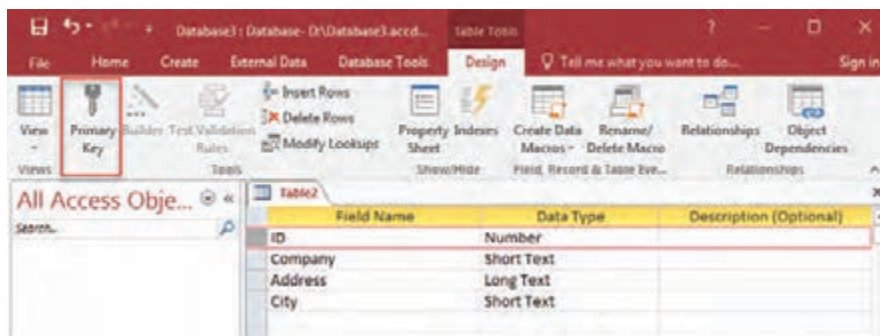 Database3 : Database- D:\Database3.accd... Table Tools ?
File Home Create External Data Database Tools Design Tell me what you want to do... Sign in
View Primary Key Builder Test Validation Rules Insert Rows Delete Rows Modify Lookups Property Sheet Indexes Create Data Macros Rename/ Delete Macro Relationships Object Dependencies
Views Tools Show/Hide Field, Record & Table Eve... Relationships
All Access Obje... Table2
Search...
Field Name Data Type Description (Optional)
ID Number
Company Short Text
Address Long Text
City Short Text